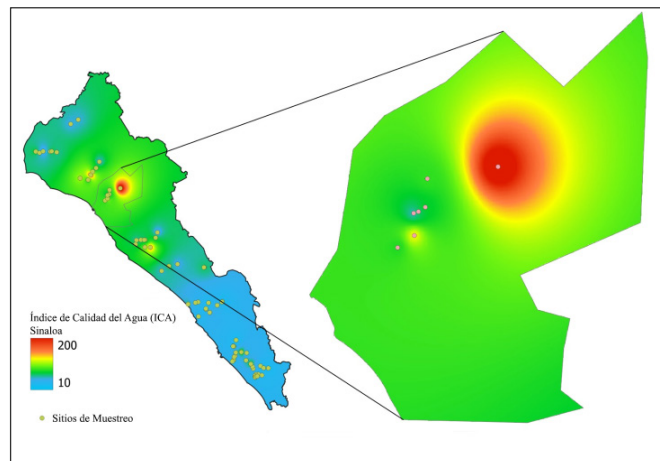 Índice de Calidad del Agua (ICA)
Sinaloa
200
10
Sitios de Muestreo